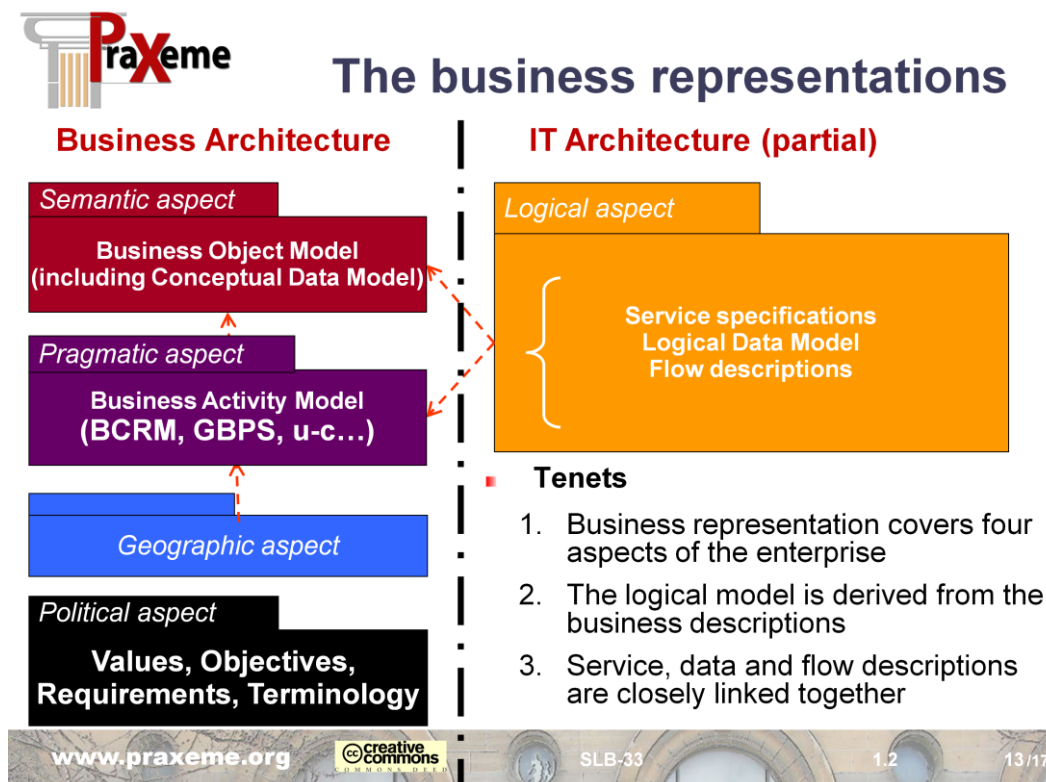 PraXeme
The business representations
Business Architecture
IT Architecture (partial)
Semantic aspect
Business Object Model
(including Conceptual Data Model)
Pragmatic aspect
Business Activity Model
(BCRM, GBPS, u-c…)
Geographic aspect
Political aspect
Values, Objectives,
Requirements, Terminology
Logical aspect
Service specifications
Logical Data Model
Flow descriptions
Tenets
1. Business representation covers four
aspects of the enterprise
2. The logical model is derived from the
business descriptions
3. Service, data and flow descriptions
are closely linked together
www.praxeme.org
cc creative
commons
COMMONS DEED
SLB-33
1.2
13/17